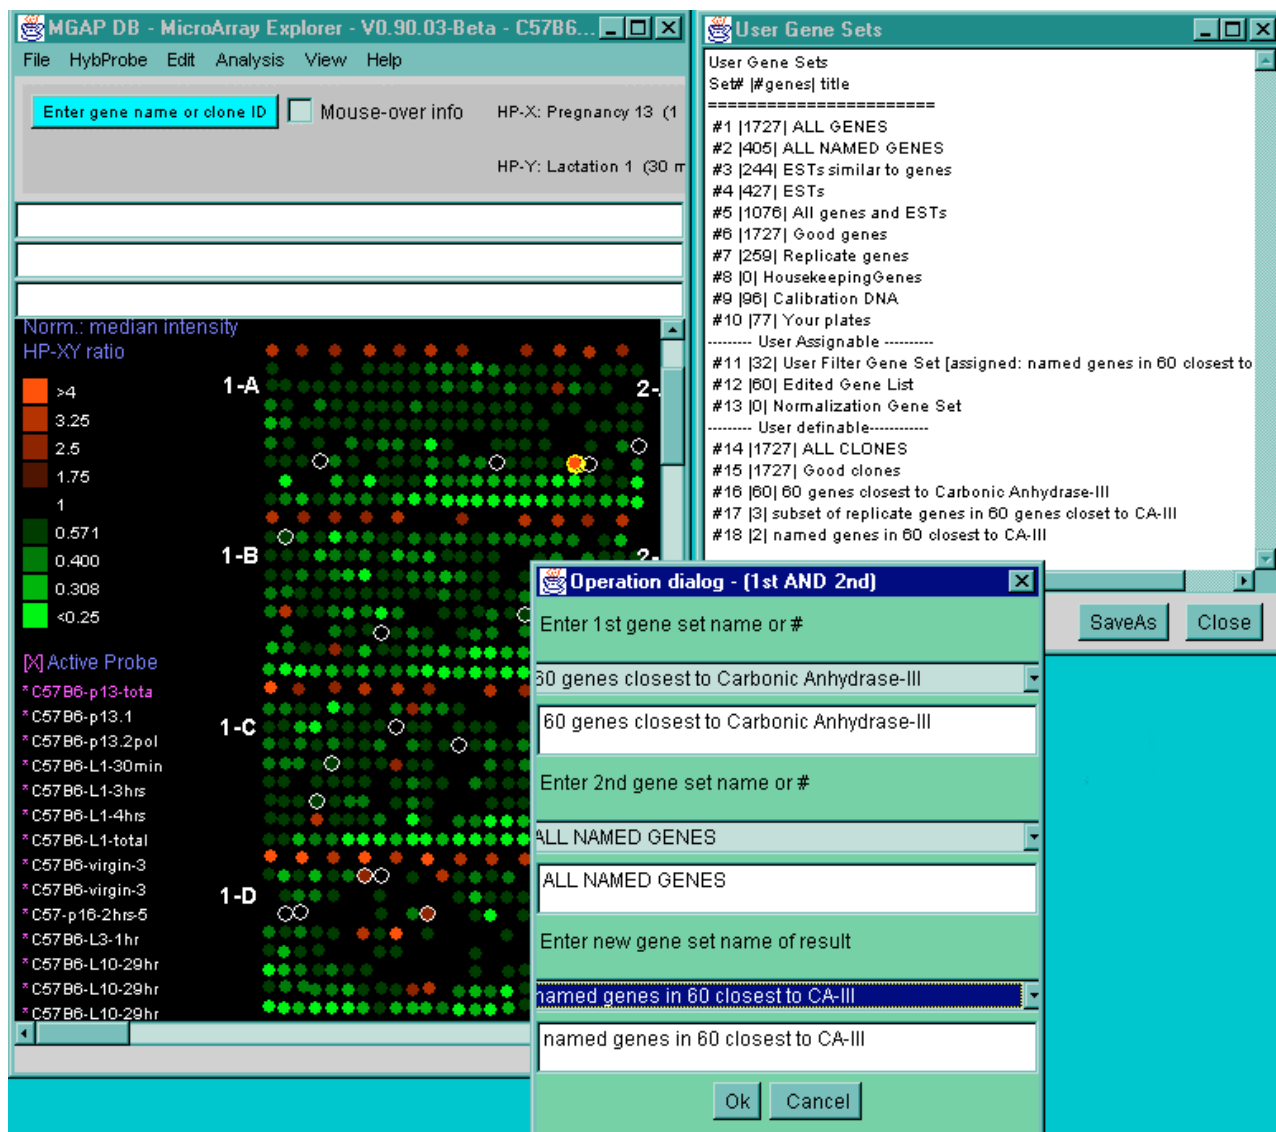 MGAP DB - MicroArray Explorer - V0.90.03-Beta - C57B6...
File HybProbe Edit Analysis View Help
Enter gene name or clone ID
Mouse-over info
HP-X: Pregnancy 13 (1
HP-Y: Lactation 1 (30 m
Norm.: median intensity
HP-XY ratio
>4
3.25
2.5
1.75
1
0.571
0.400
0.308
<0.25
1-A
2-
1-B
2-
1-C
1-D
[X] Active Probe
*C57B6-p13-tota
*C57B6-p13.1
*C57B6-p13.2pol
*C57B6-L1-30min
*C57B6-L1-3hrs
*C57B6-L1-4hrs
*C57B6-L1-total
*C57B6-virgin-3
*C57B6-virgin-3
*C57-p16-2hrs-5
*C57B6-L3-1hr
*C57B6-L10-29hr
*C57B6-L10-29hr
*C57B6-L10-29hr
User Gene Sets
User Gene Sets
Set# |#genes| title
========================
#1 |1727| ALL GENES
#2 |405| ALL NAMED GENES
#3 |244| ESTs similar to genes
#4 |427| ESTs
#5 |1076| All genes and ESTs
#6 |1727| Good genes
#7 |259| Replicate genes
#8 |0| HousekeepingGenes
#9 |96| Calibration DNA
#10 |77| Your plates
--------- User Assignable ----------
#11 |32| User Filter Gene Set [assigned: named genes in 60 closest to
#12 |60| Edited Gene List
#13 |0| Normalization Gene Set
--------- User definable------------
#14 |1727| ALL CLONES
#15 |1727| Good clones
#16 |60| 60 genes closest to Carbonic Anhydrase-III
#17 |3| subset of replicate genes in 60 genes closet to CA-III
#18 |2| named genes in 60 closest to CA-III
SaveAs Close
Operation dialog - (1st AND 2nd)
Enter 1st gene set name or #
60 genes closest to Carbonic Anhydrase-III
60 genes closest to Carbonic Anhydrase-III
Enter 2nd gene set name or #
ALL NAMED GENES
ALL NAMED GENES
Enter new gene set name of result
named genes in 60 closest to CA-III
named genes in 60 closest to CA-III
Ok Cancel